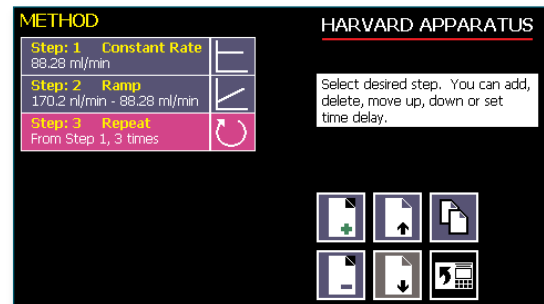 METHOD
Step: 1 Constant Rate
88.28 ml/min
Step: 2 Ramp
170.2 nl/min - 88.28 ml/min
Step: 3 Repeat
From Step 1, 3 times
HARVARD APPARATUS
Select desired step. You can add,
delete, move up, down or set
time delay.